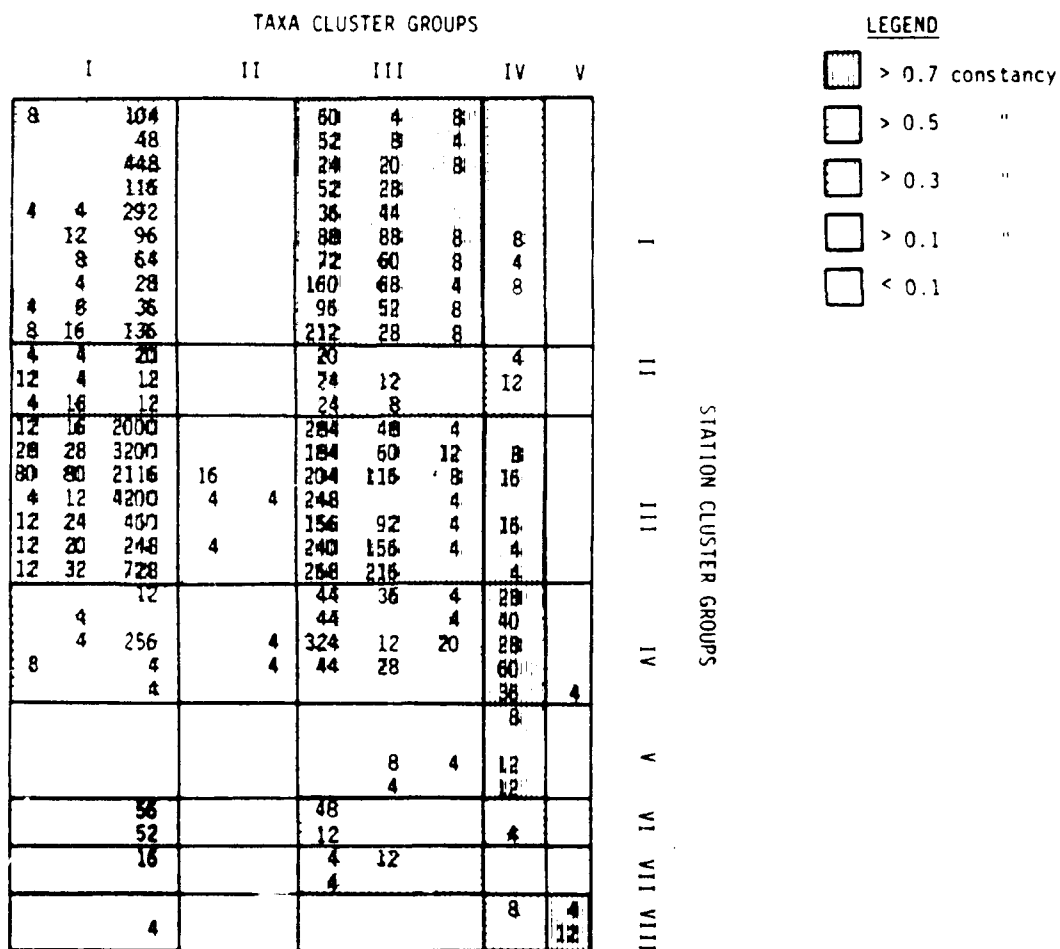 TAXA CLUSTER GROUPS
I II III IV V
8 104 60 4 8
48 52 8 4
448 24 20 8
116 52 28
4 4 292 36 44
12 96 88 88 8 8
8 64 72 60 8 4
4 28 160 68 4 8
4 8 36 96 52 8
8 16 136 212 28 8
4 4 20 20 4
12 4 12 24 12 12
4 16 12 24 8
12 16 2000 284 48 4
28 28 3200 184 60 12 8
80 80 2116 16 204 116 8 16
4 12 4200 4 4 248 4
12 24 460 156 92 4 16
12 20 248 4 240 156 4 4
12 32 728 268 216 4
12 44 36 4 28
4 44 4 40
4 256 4 324 12 20 28
8 4 4 44 28 60
4 36 4
8
8 4 12
4 12
56 48
52 12 4
16 4 12
4
8 4
4 12
I
II
III
IV
V
VI
VII
VIII
STATION CLUSTER GROUPS
LEGEND
> 0.7 constancy
> 0.5 "
> 0.3 "
> 0.1 "
< 0.1